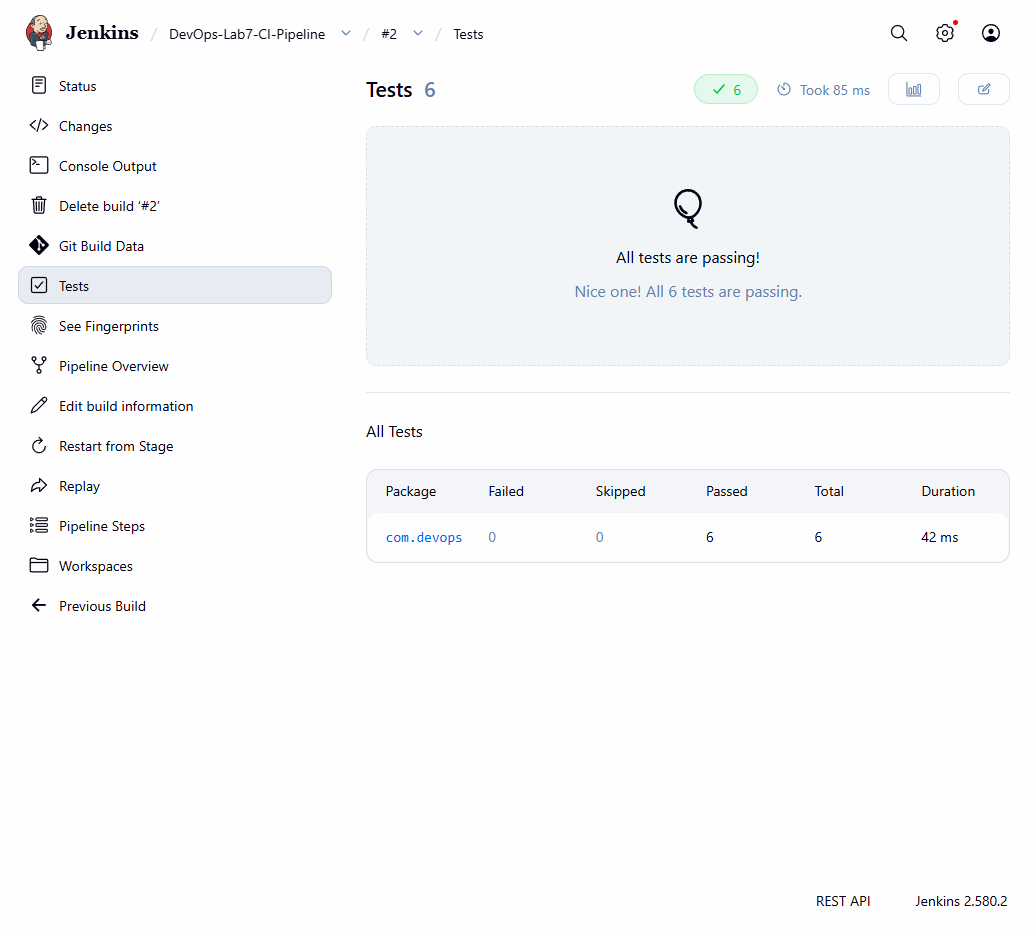 Jenkins / DevOps-Lab7-CI-Pipeline / #2 / Tests
Status
Changes
Console Output
Delete build ‘#2’
Git Build Data
Tests
See Fingerprints
Pipeline Overview
Edit build information
Restart from Stage
Replay
Pipeline Steps
Workspaces
Previous Build
Tests 6
6
Took 85 ms
All tests are passing!
Nice one! All 6 tests are passing.
All Tests
Package Failed Skipped Passed Total Duration
com.devops 0 0 6 6 42 ms
REST API Jenkins 2.580.2